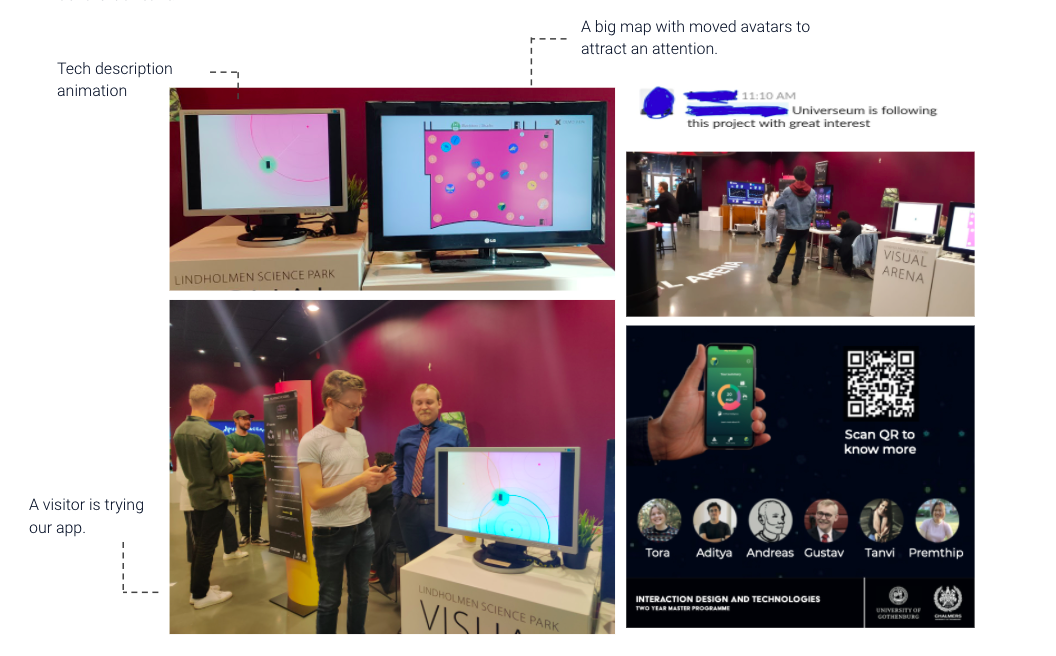 A big map with moved avatars to
attract an attention.
Tech description
animation
11:10 AM
Universeum is following
this project with great interest
LG
LINDHOLMEN SCIENCE PARK
VISUAL
ARENA
L ARENA
Scan QR to
know more
A visitor is trying
our app.
LINDHOLMEN SCIENCE PARK
VISUA
Tora
Aditya
Andreas
Gustav
Tanvi
Premthip
INTERACTION DESIGN AND TECHNOLOGIES
TWO YEAR MASTER PROGRAMME
UNIVERSITY OF
GOTHENBURG
CHALMERS